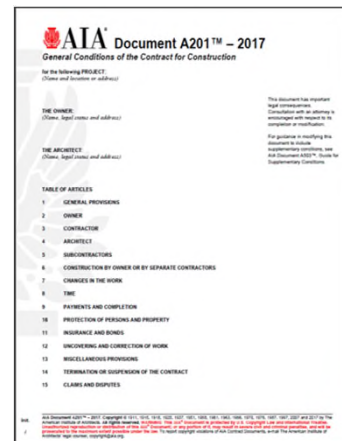 AIA Document A201™ – 2017
General Conditions of the Contract for Construction
for the following PROJECT:
(Name and location or address)
This document has important
legal consequences.
Consultation with an attorney is
encouraged with respect to its
completion or modification.
For guidance in modifying this
document to include
supplementary conditions, see
AIA Document A503™, Guide for
Supplementary Conditions.
THE OWNER:
(Name, legal status and address)
THE ARCHITECT:
(Name, legal status and address)
TABLE OF ARTICLES
1 GENERAL PROVISIONS
2 OWNER
3 CONTRACTOR
4 ARCHITECT
5 SUBCONTRACTORS
6 CONSTRUCTION BY OWNER OR BY SEPARATE CONTRACTORS
7 CHANGES IN THE WORK
8 TIME
9 PAYMENTS AND COMPLETION
10 PROTECTION OF PERSONS AND PROPERTY
11 INSURANCE AND BONDS
12 UNCOVERING AND CORRECTION OF WORK
13 MISCELLANEOUS PROVISIONS
14 TERMINATION OR SUSPENSION OF THE CONTRACT
15 CLAIMS AND DISPUTES
Init.